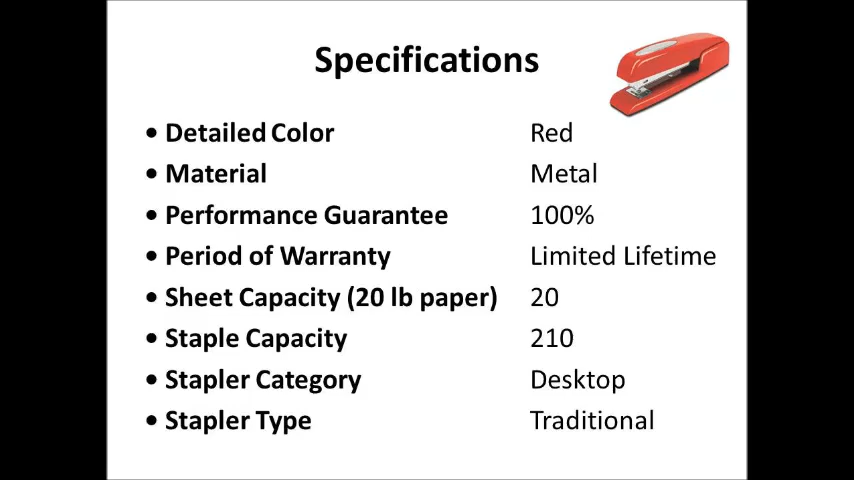 Specifications
• Detailed Color Red
• Material Metal
• Performance Guarantee 100%
• Period of Warranty Limited Lifetime
• Sheet Capacity (20 lb paper) 20
• Staple Capacity 210
• Stapler Category Desktop
• Stapler Type Traditional